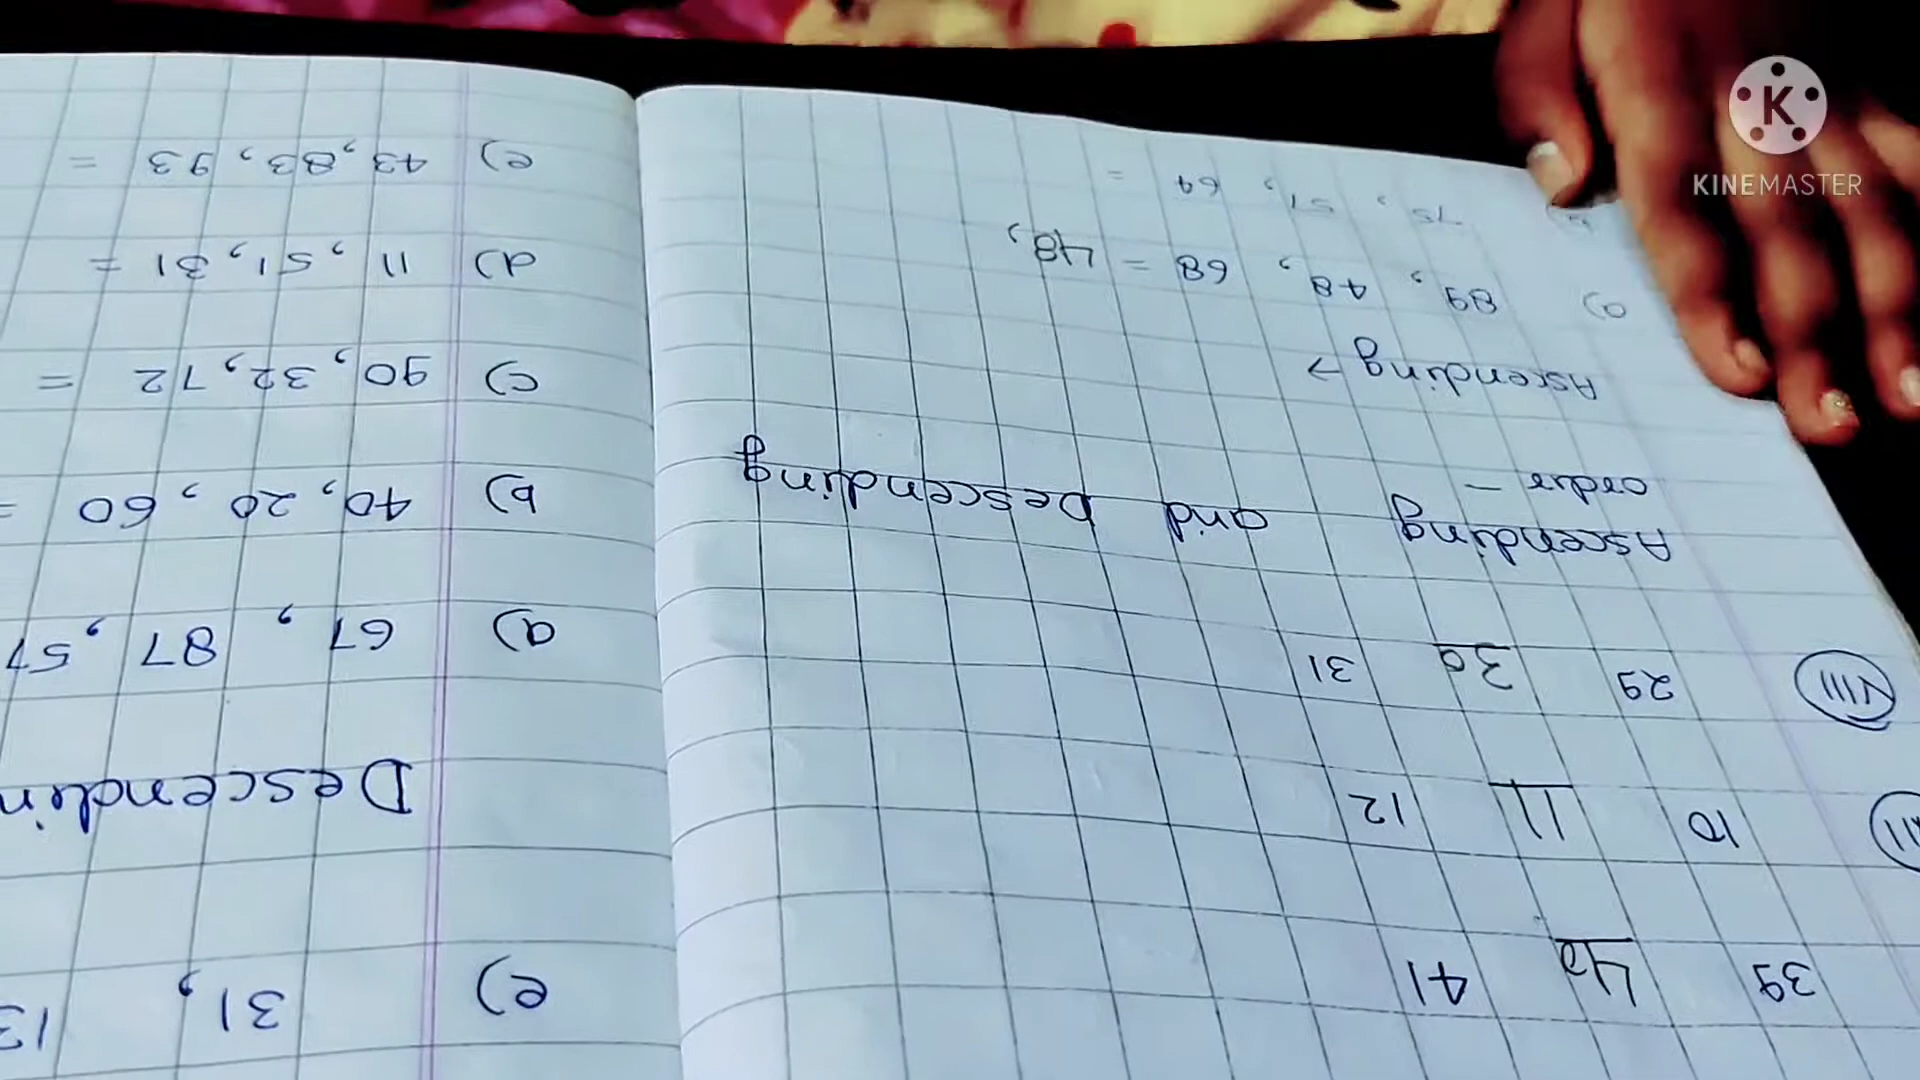 39 40 41
10 11 12
VIII 29 30 31
Ascending and Descending
order -
Ascending →
a) 89, 48, 68 = 48,
b) 75, 64 =
e) 31, 13
Descendin
a) 67, 87, 57
b) 40, 20, 60 =
c) 90, 32, 72 =
d) 11, 51, 31 =
e) 43, 83, 93 =
K
KINEMASTER